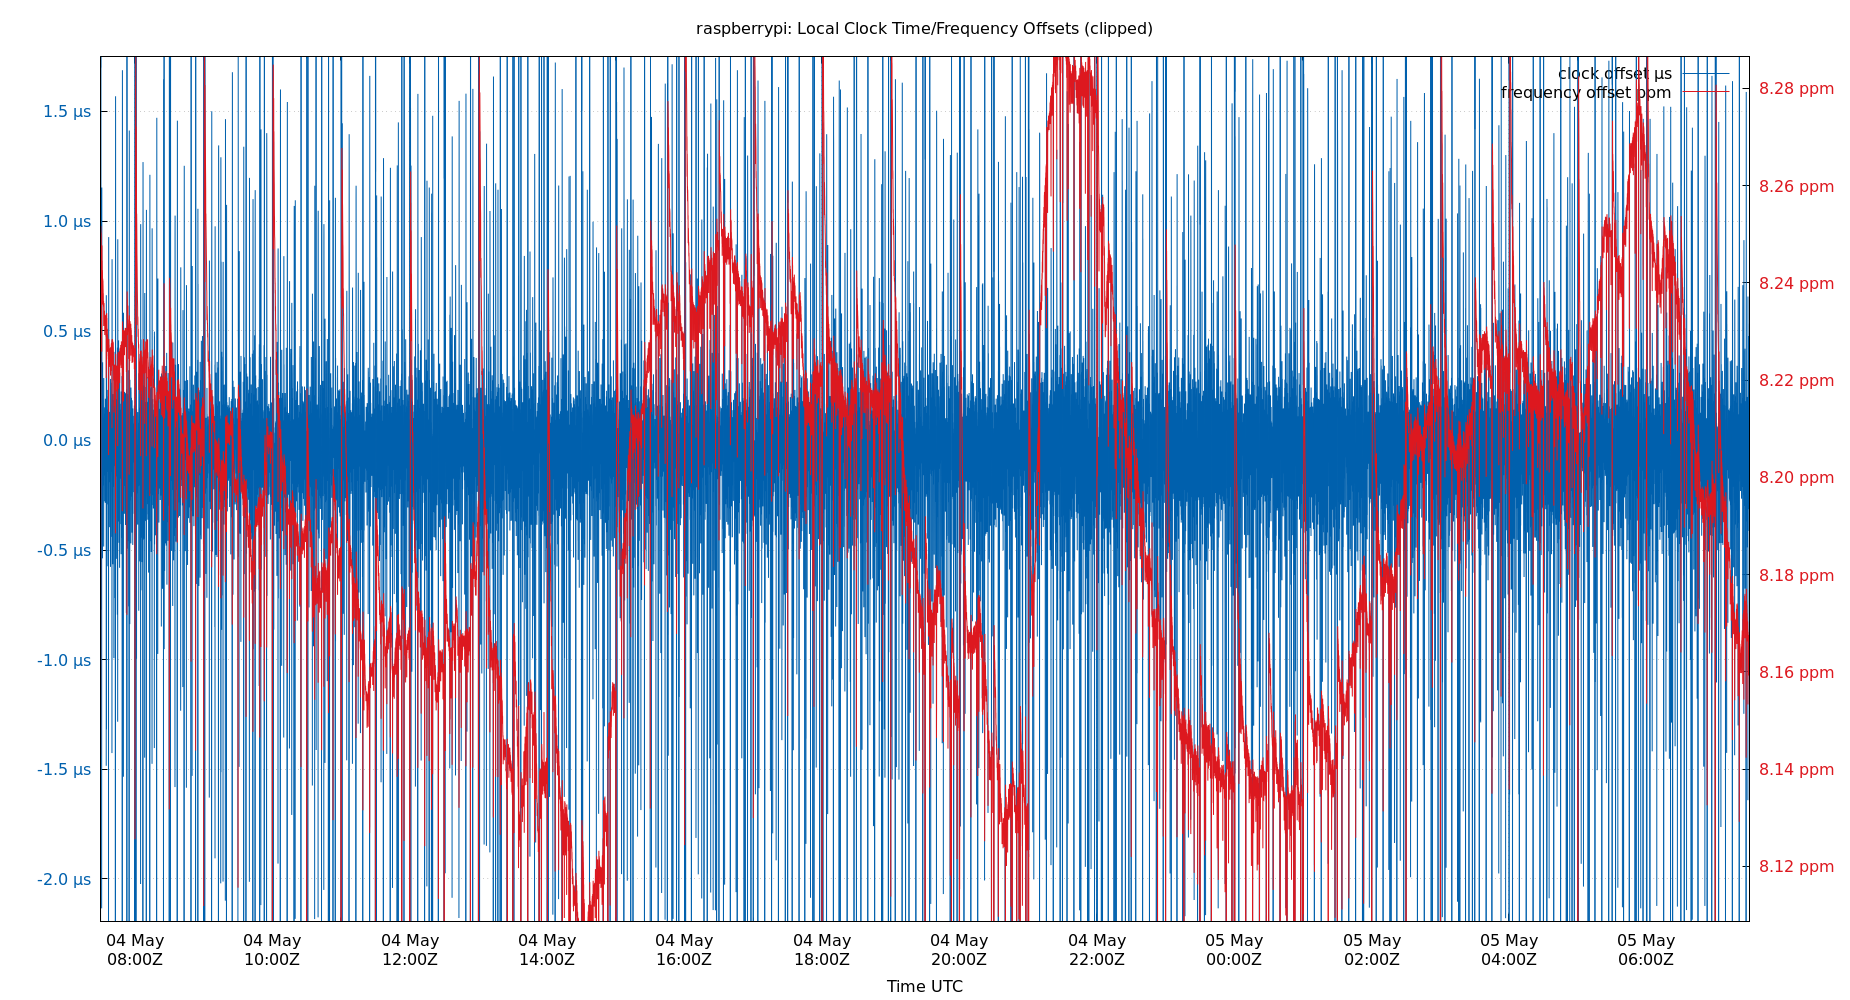 raspberrypi: Local Clock Time/Frequency Offsets (clipped)
clock offset µs
frequency offset ppm
1.5 µs
1.0 µs
0.5 µs
0.0 µs
-0.5 µs
-1.0 µs
-1.5 µs
-2.0 µs
8.28 ppm
8.26 ppm
8.24 ppm
8.22 ppm
8.20 ppm
8.18 ppm
8.16 ppm
8.14 ppm
8.12 ppm
04 May 04 May 04 May 04 May 04 May 04 May 04 May 04 May 05 May 05 May 05 May 05 May
08:00Z 10:00Z 12:00Z 14:00Z 16:00Z 18:00Z 20:00Z 22:00Z 00:00Z 02:00Z 04:00Z 06:00Z
Time UTC